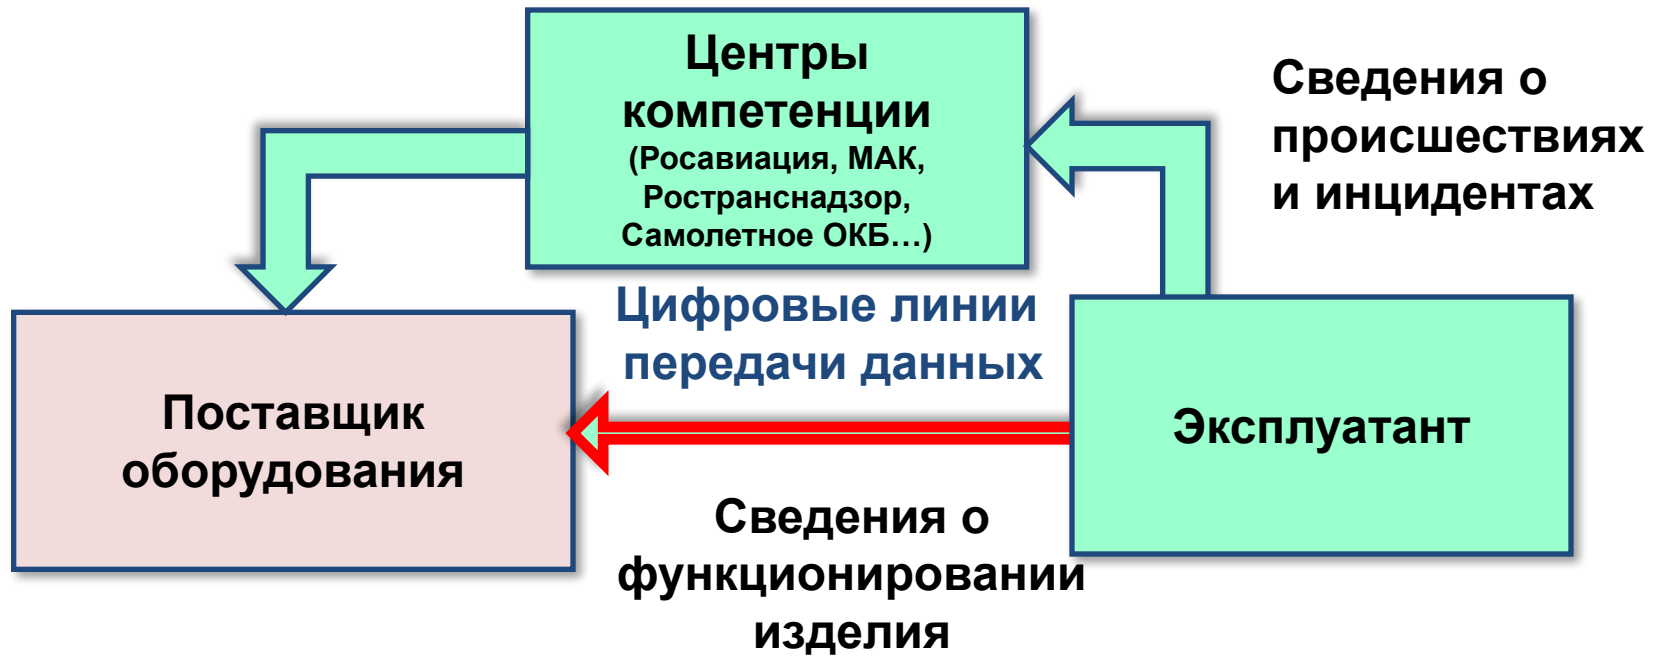 Центры
компетенции
(Росавиация, МАК,
Ространснадзор,
Самолетное ОКБ…)
Сведения о
происшествиях
и инцидентах
Цифровые линии
передачи данных
Поставщик
оборудования
Эксплуатант
Сведения о
функционировании
изделия